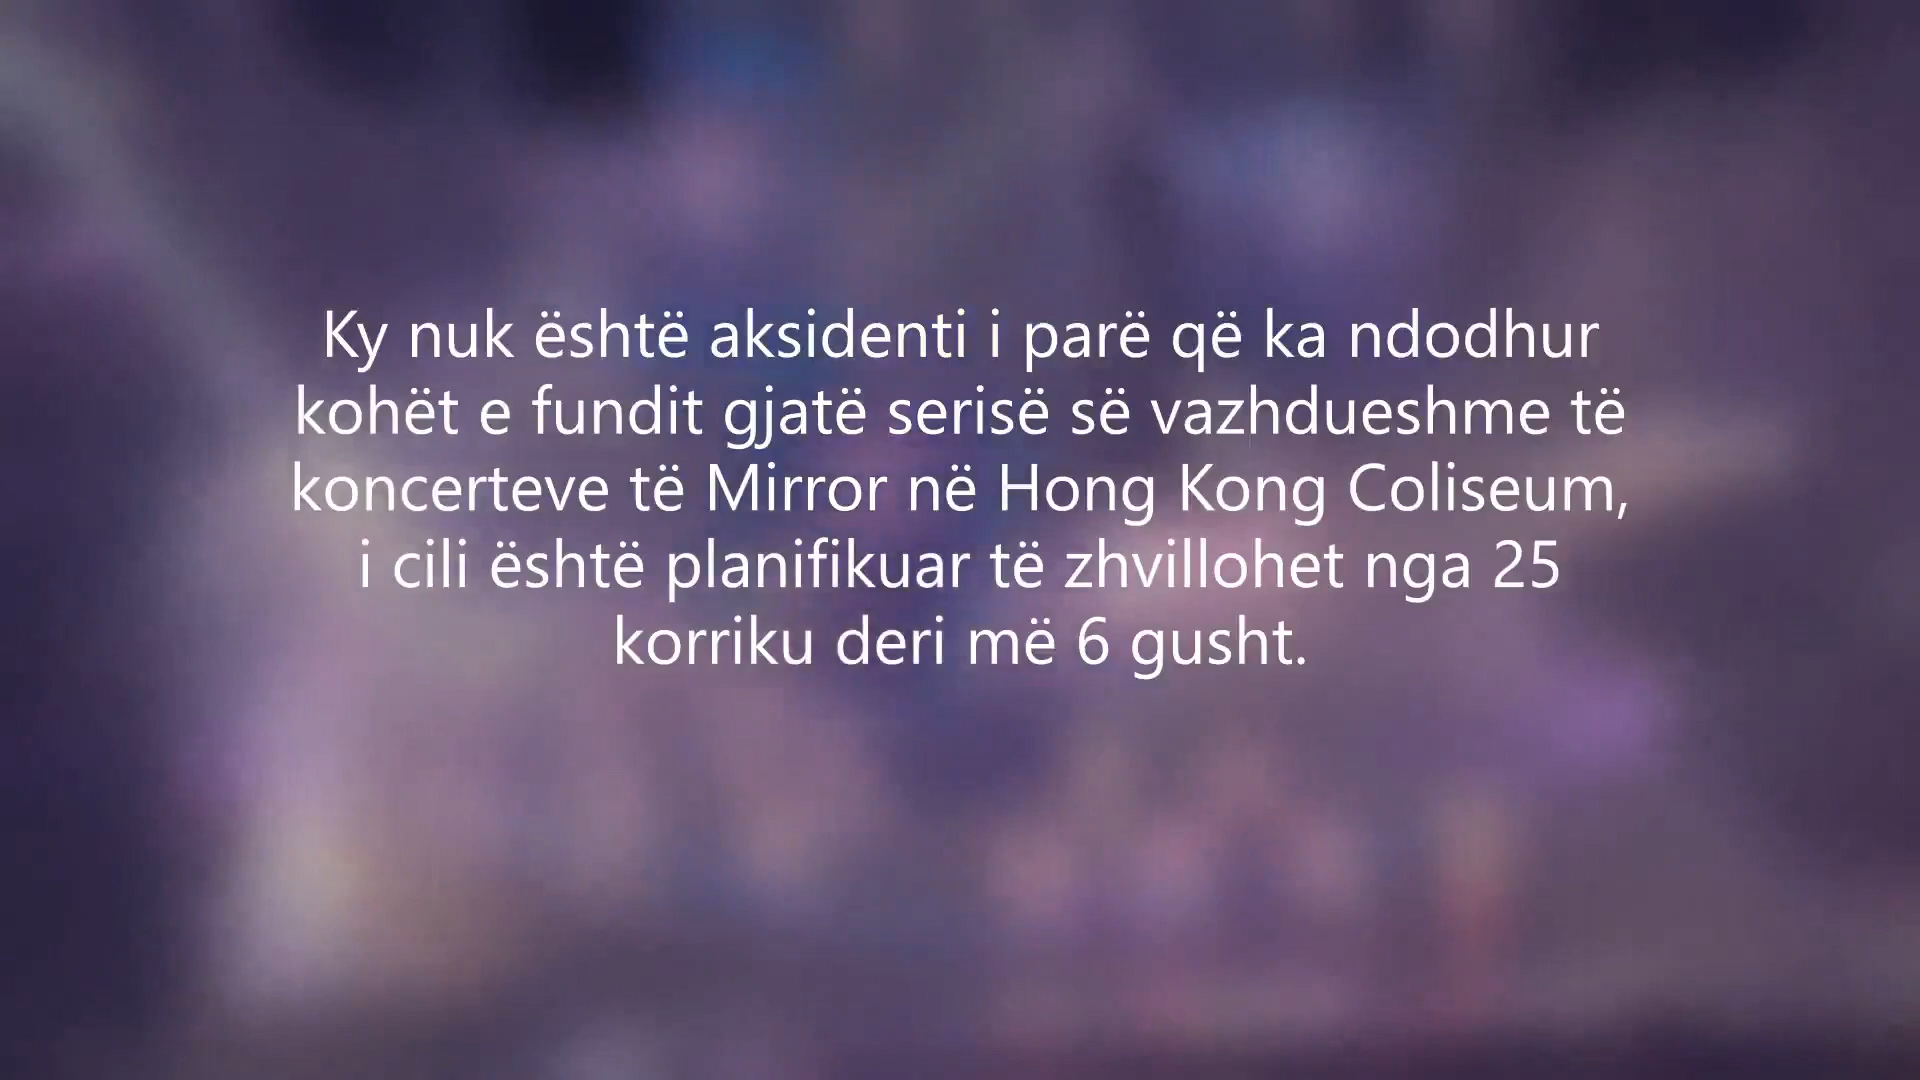 Ky nuk është aksidenti i parë që ka ndodhur
kohët e fundit gjatë serisë së vazhdueshme të
koncerteve të Mirror në Hong Kong Coliseum,
i cili është planifikuar të zhvillohet nga 25
korriku deri më 6 gusht.